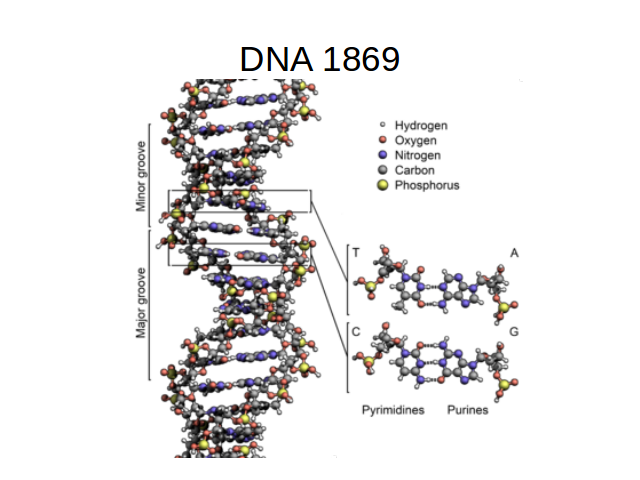 DNA 1869
Hydrogen
Oxygen
Nitrogen
Carbon
Phosphorus
Minor groove
Major groove
T A
C G
Pyrimidines Purines